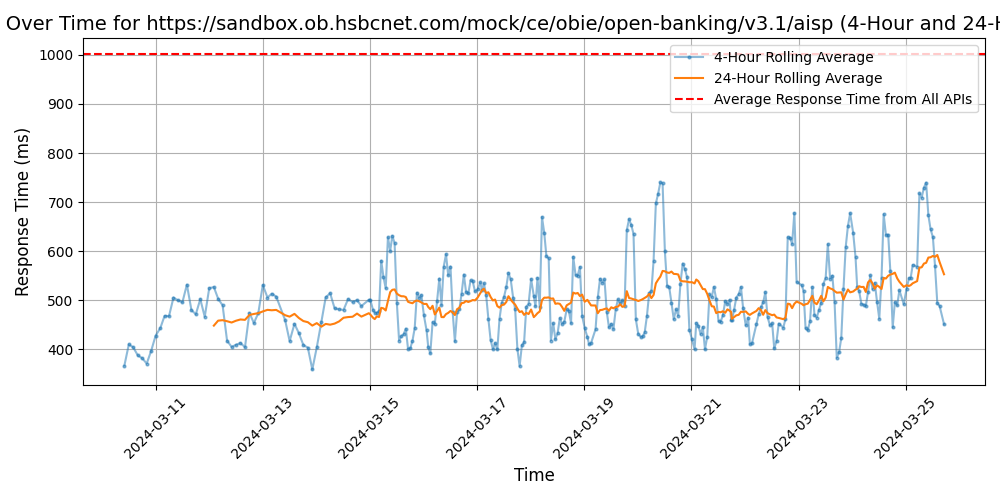 Over Time for https://sandbox.ob.hsbcnet.com/mock/ce/obie/open-banking/v3.1/aisp (4-Hour and 24-H
4-Hour Rolling Average
24-Hour Rolling Average
Average Response Time from All APIs
Response Time (ms)
1000
900
800
700
600
500
400
2024-03-11
2024-03-13
2024-03-15
2024-03-17
2024-03-19
2024-03-21
2024-03-23
2024-03-25
Time